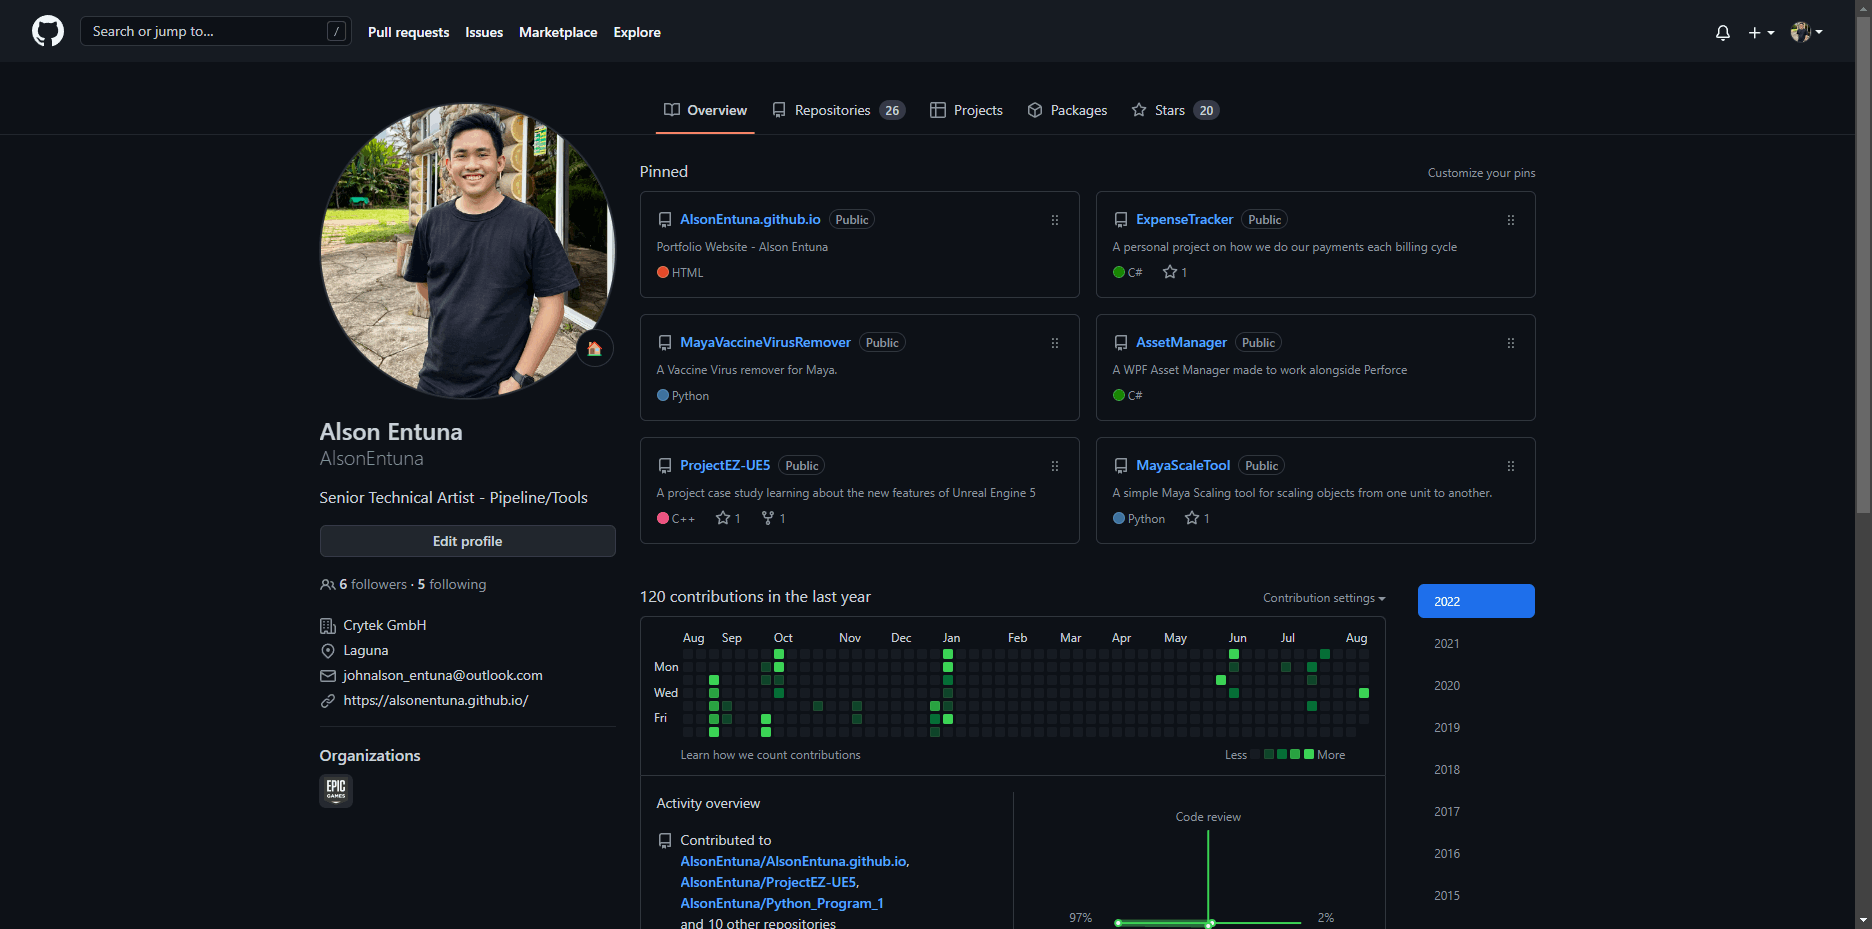 Search or jump to... / Pull requests Issues Marketplace Explore
Overview Repositories 26 Projects Packages Stars 20
Alson Entuna
AlsonEntuna
Senior Technical Artist - Pipeline/Tools
Edit profile
6 followers · 5 following
Crytek GmbH
Laguna
johnalson_entuna@outlook.com
https://alsonentuna.github.io/
Organizations
EPIC
GAMES
Pinned Customize your pins
AlsonEntuna.github.io Public
Portfolio Website - Alson Entuna
HTML
ExpenseTracker Public
A personal project on how we do our payments each billing cycle
C# 1
MayaVaccineVirusRemover Public
A Vaccine Virus remover for Maya.
Python
AssetManager Public
A WPF Asset Manager made to work alongside Perforce
C#
ProjectEZ-UE5 Public
A project case study learning about the new features of Unreal Engine 5
C++ 1 1
MayaScaleTool Public
A simple Maya Scaling tool for scaling objects from one unit to another.
Python 1
120 contributions in the last year Contribution settings
Aug Sep Oct Nov Dec Jan Feb Mar Apr May Jun Jul Aug
Mon
Wed
Fri
Learn how we count contributions Less More
Activity overview
Contributed to
AlsonEntuna/AlsonEntuna.github.io,
AlsonEntuna/ProjectEZ-UE5,
AlsonEntuna/Python_Program_1
and 10 other repositories
Code review
97% 2%
2022
2021
2020
2019
2018
2017
2016
2015